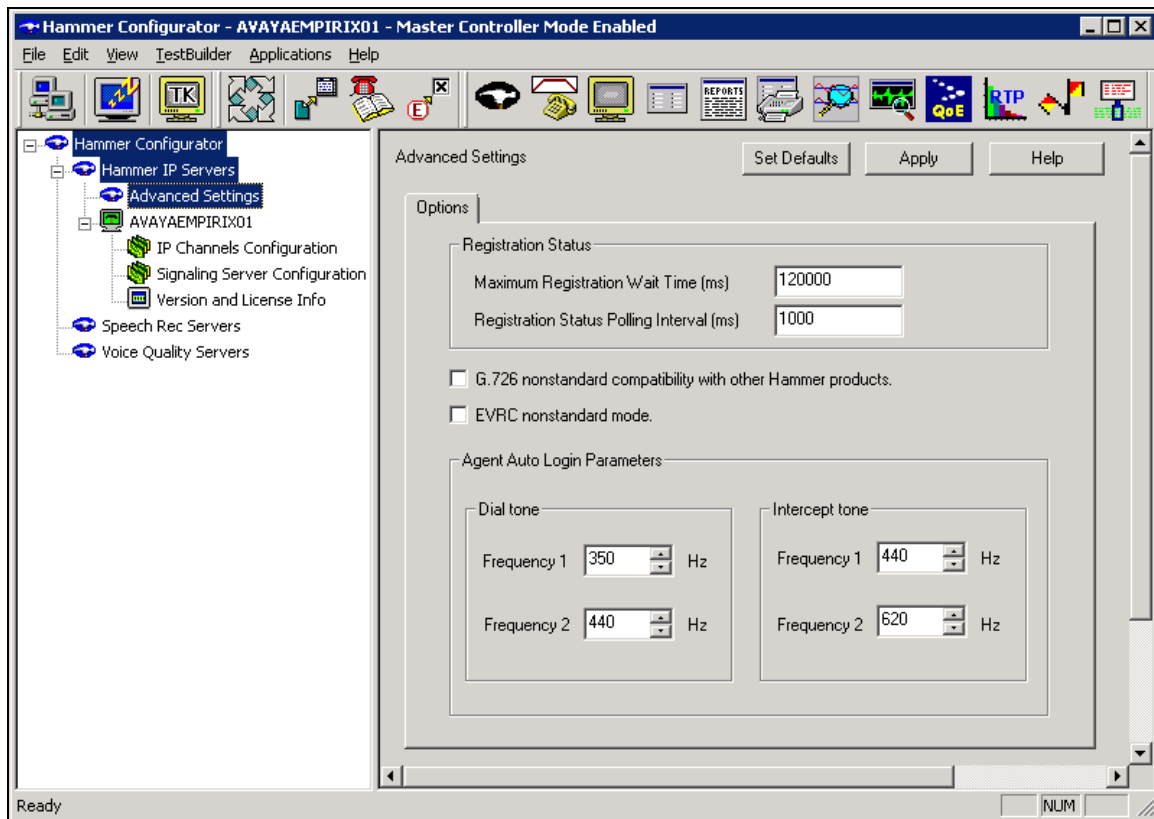 Hammer Configurator - AVAYAEMPIRIX01 - Master Controller Mode Enabled
File Edit View TestBuilder Applications Help
TK E REPORTS QoE RTP
Hammer Configurator
Hammer IP Servers
Advanced Settings
AVAYAEMPIRIX01
IP Channels Configuration
Signaling Server Configuration
Version and License Info
Speech Rec Servers
Voice Quality Servers
Advanced Settings Set Defaults Apply Help
Options
Registration Status
Maximum Registration Wait Time (ms) 120000
Registration Status Polling Interval (ms) 1000
G.726 nonstandard compatibility with other Hammer products.
EVRC nonstandard mode.
Agent Auto Login Parameters
Dial tone
Frequency 1 350 Hz
Frequency 2 440 Hz
Intercept tone
Frequency 1 440 Hz
Frequency 2 620 Hz
Ready NUM